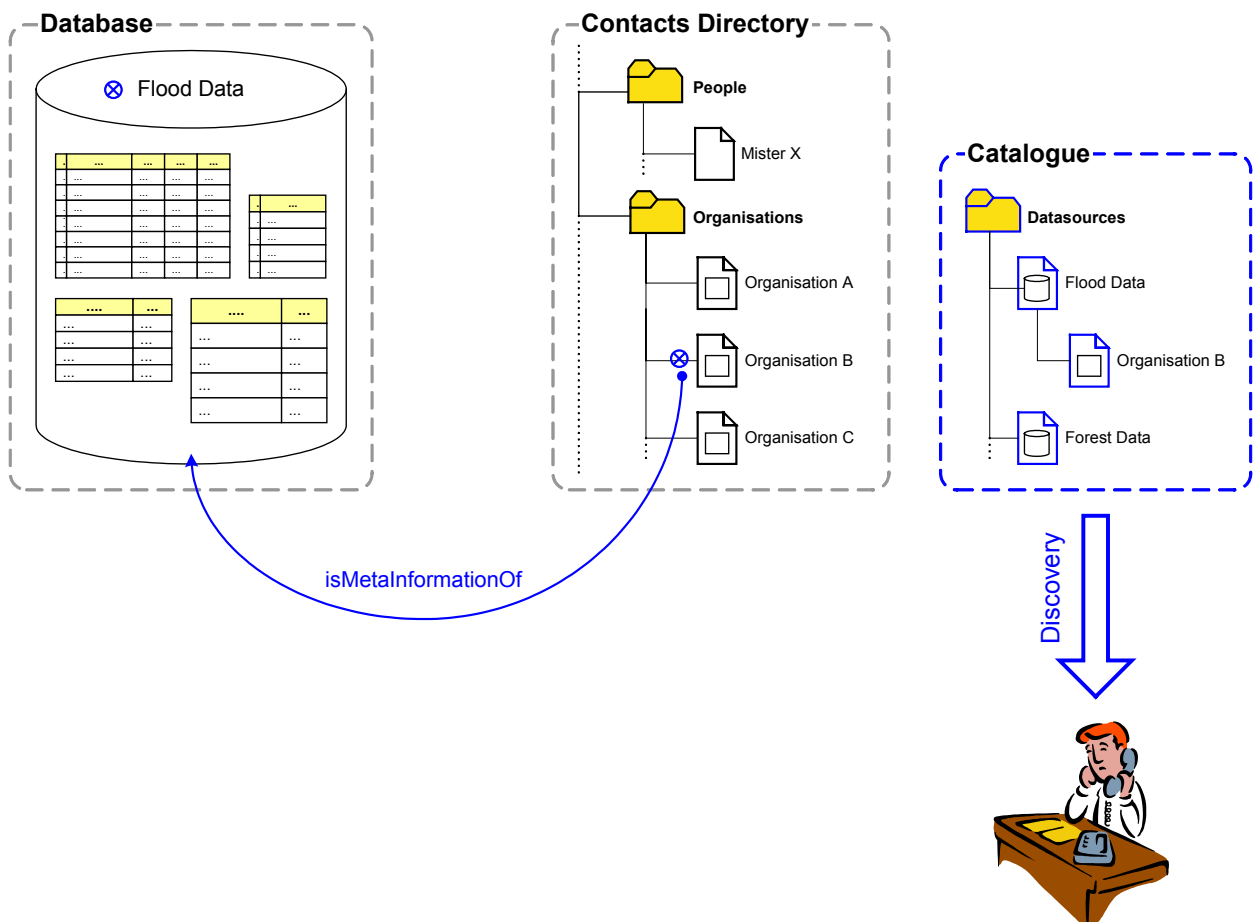 Database
Flood Data
. ... ... ... ...
. ... ... ... ...
. ... ... ... ...
. ... ... ... ...
. ... ... ... ...
. ... ... ... ...
. ... ... ... ...
. ... ... ... ...
. ...
. ...
. ...
. ...
. ...
.... ...
... ...
... ...
... ...
... ...
.... ...
... ...
... ...
... ...
... ...
Contacts Directory
People
Mister X
Organisations
Organisation A
Organisation B
Organisation C
Catalogue
Datasources
Flood Data
Organisation B
Forest Data
isMetaInformationOf
Discovery